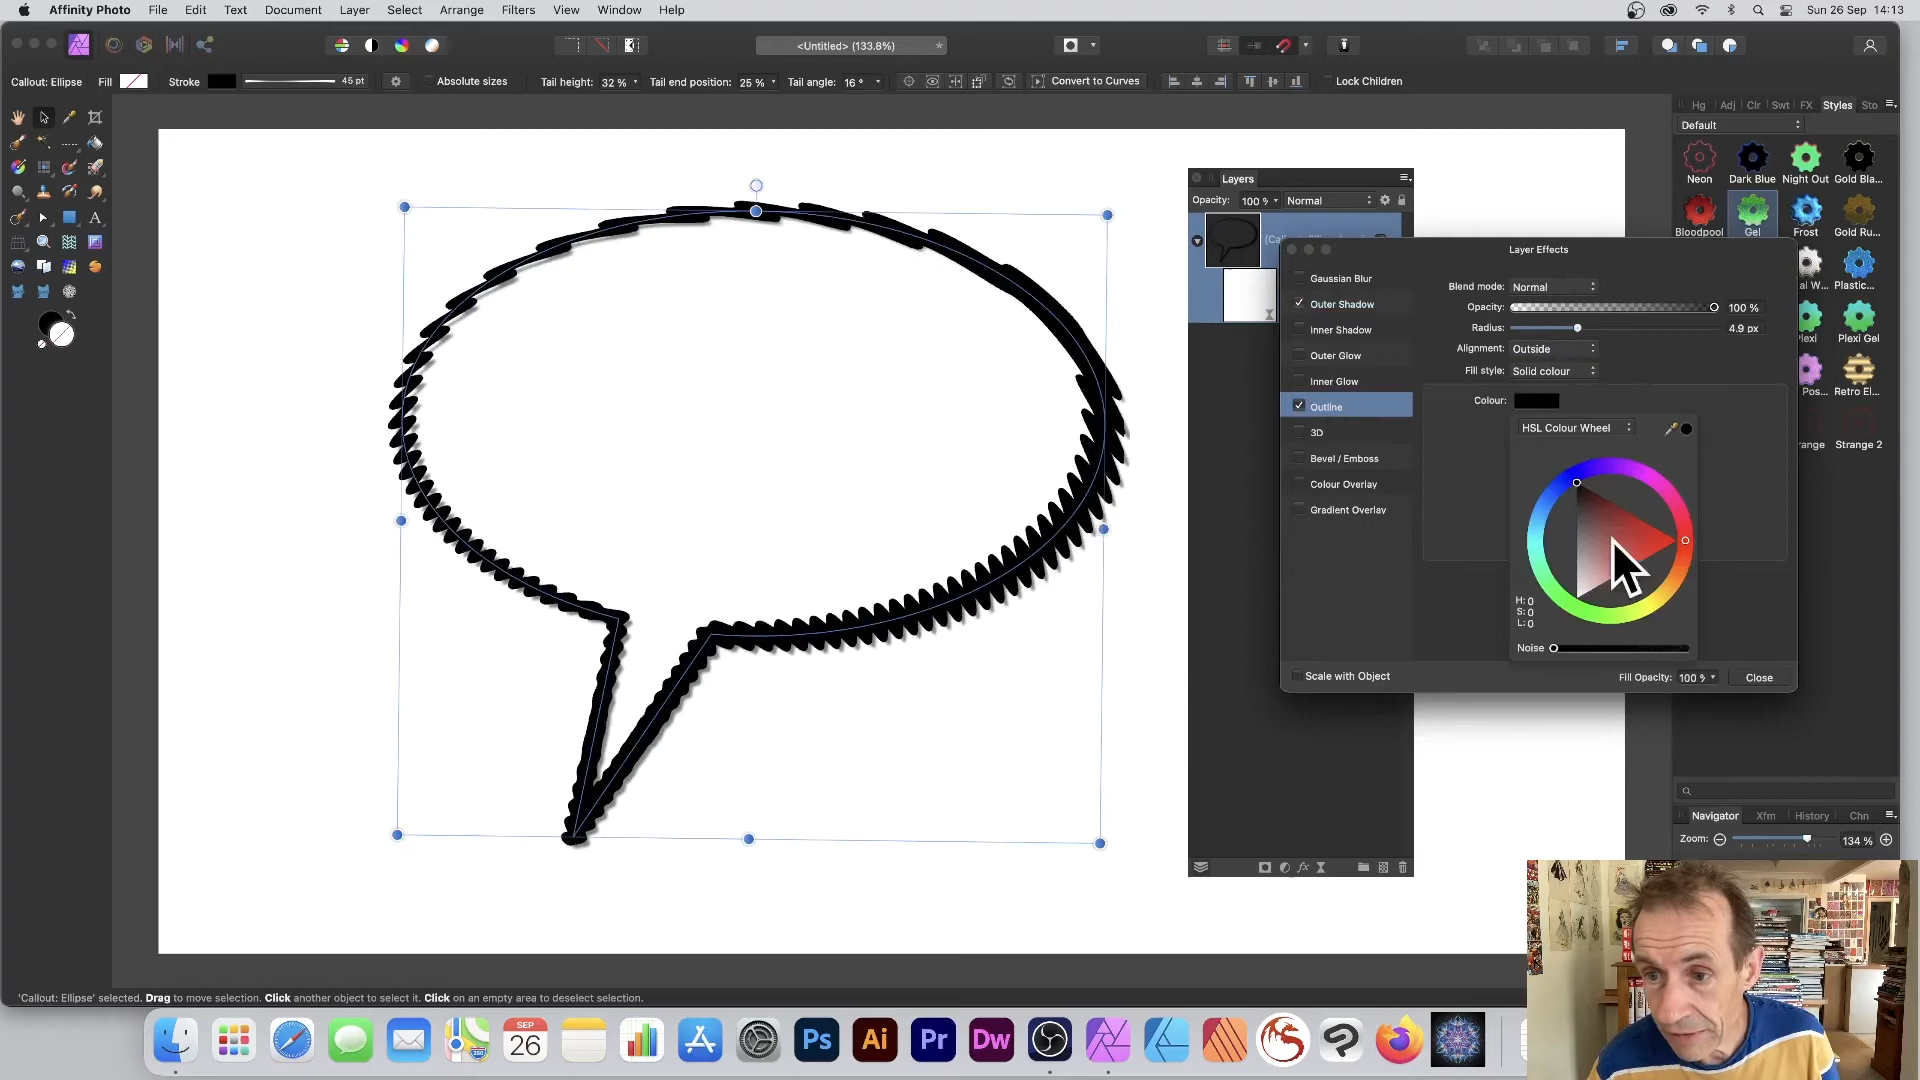 Affinity Photo File Edit Text Document Layer Select Arrange Filters View Window Help Sun 26 Sep 14:13
<Untitled> (133.8%) *
Callout: Ellipse Fill Stroke 45 pt Absolute sizes Tail height: 32 % Tail end position: 25 % Tail angle: 16 ° Convert to Curves Lock Children
Hg Adj Clr Swt FX Styles Sto
Default
Neon Dark Blue Night Out Gold Bla...
Bloodpool Gel Frost Gold Ru...
Plastic...
Plexi Gel
Retro El...
Strange 2
Layers
Opacity: 100 % Normal
Layer Effects
Gaussian Blur
Outer Shadow
Inner Shadow
Outer Glow
Inner Glow
Outline
3D
Bevel / Emboss
Colour Overlay
Gradient Overlay
Blend mode: Normal
Opacity: 100 %
Radius: 4.9 px
Alignment: Outside
Fill style: Solid colour
Colour:
HSL Colour Wheel
H: 0
S: 0
L: 0
Noise
Scale with Object Fill Opacity: 100 % Close
Navigator Xfm History Chn
Zoom: 134 %
'Callout: Ellipse' selected. Drag to move selection. Click another object to select it. Click on an empty area to deselect selection.
SEP
26
Ps Ai Pr Dw